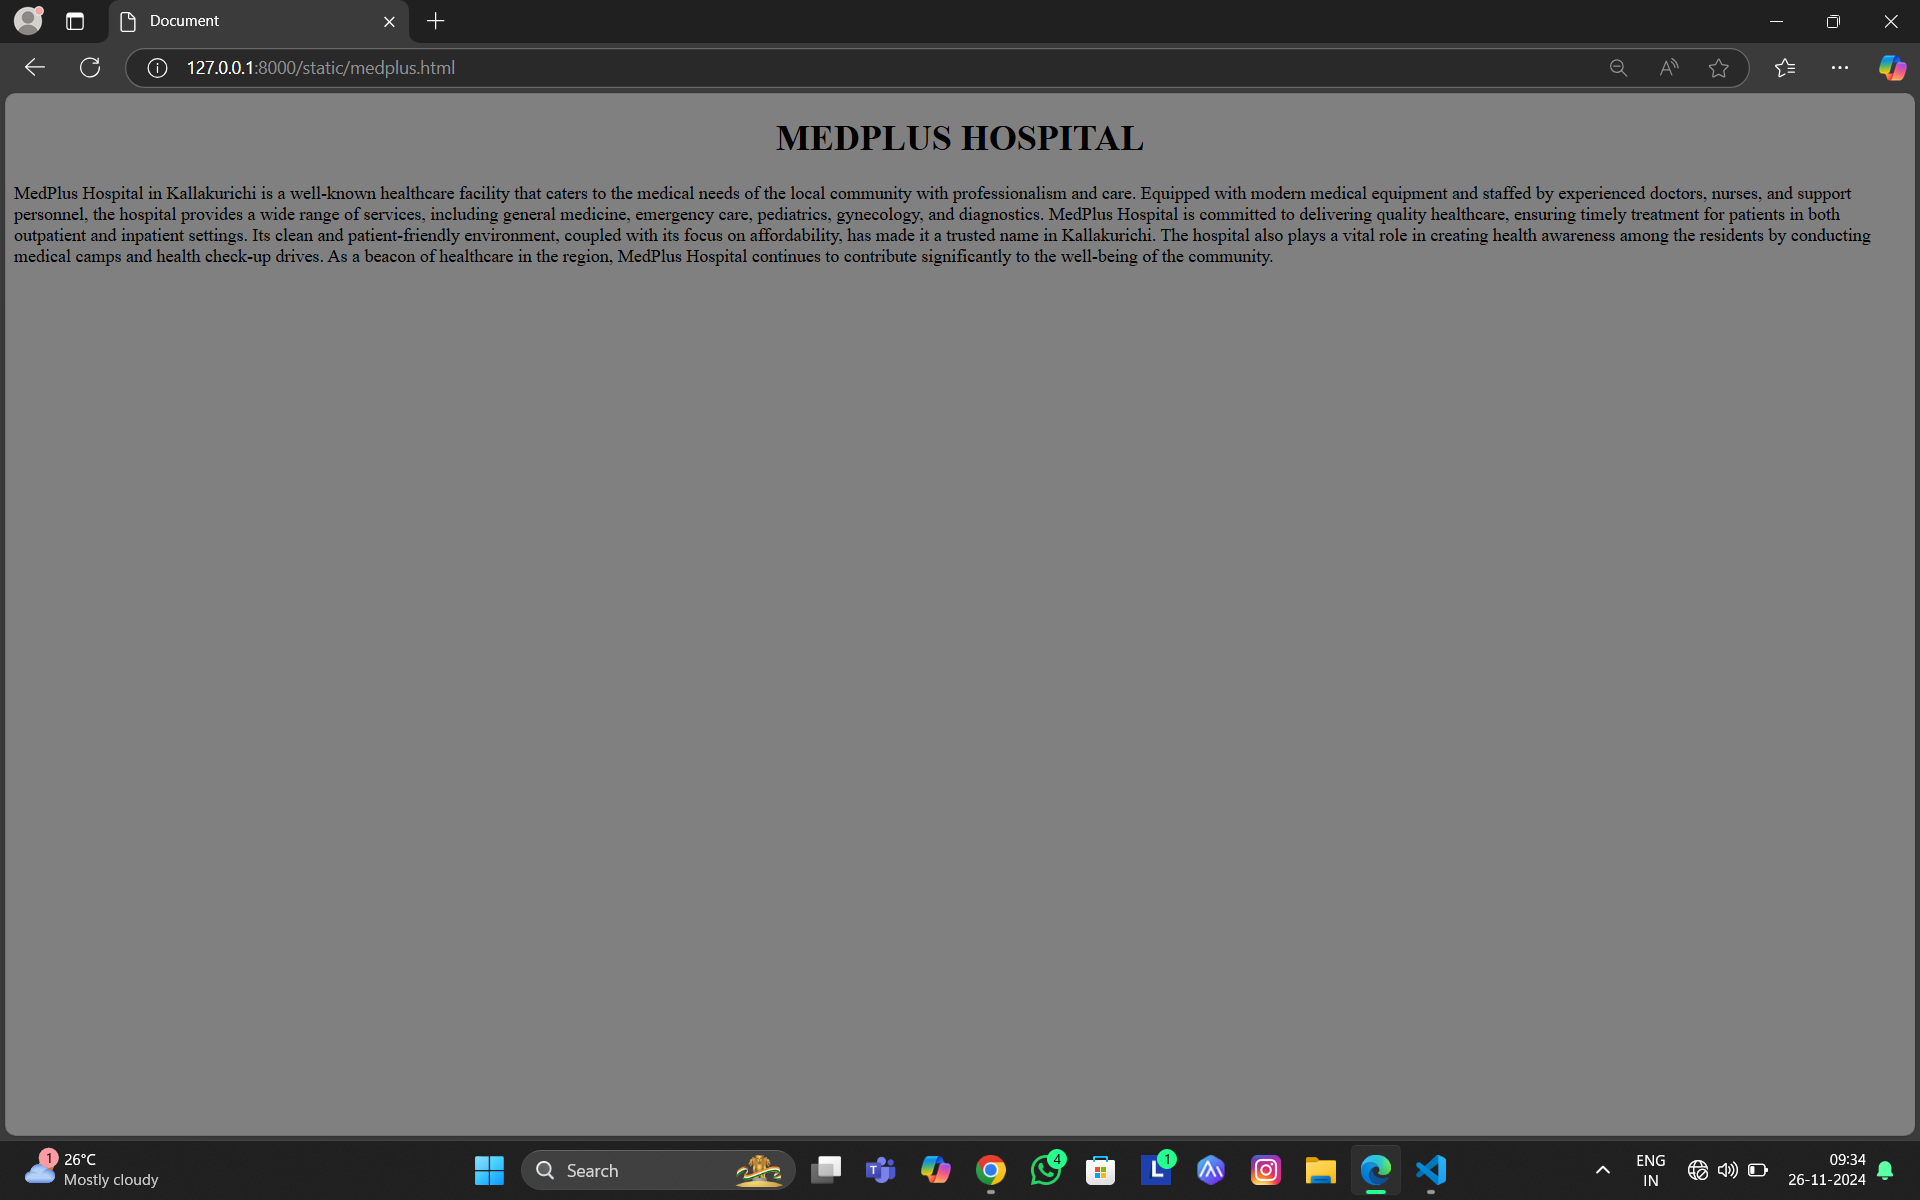 Document
127.0.0.1:8000/static/medplus.html
MEDPLUS HOSPITAL
MedPlus Hospital in Kallakurichi is a well-known healthcare facility that caters to the medical needs of the local community with professionalism and care. Equipped with modern medical equipment and staffed by experienced doctors, nurses, and support
personnel, the hospital provides a wide range of services, including general medicine, emergency care, pediatrics, gynecology, and diagnostics. MedPlus Hospital is committed to delivering quality healthcare, ensuring timely treatment for patients in both
outpatient and inpatient settings. Its clean and patient-friendly environment, coupled with its focus on affordability, has made it a trusted name in Kallakurichi. The hospital also plays a vital role in creating health awareness among the residents by conducting
medical camps and health check-up drives. As a beacon of healthcare in the region, MedPlus Hospital continues to contribute significantly to the well-being of the community.
1
26°C
Mostly cloudy
Search
4
1
ENG
IN
09:34
26-11-2024